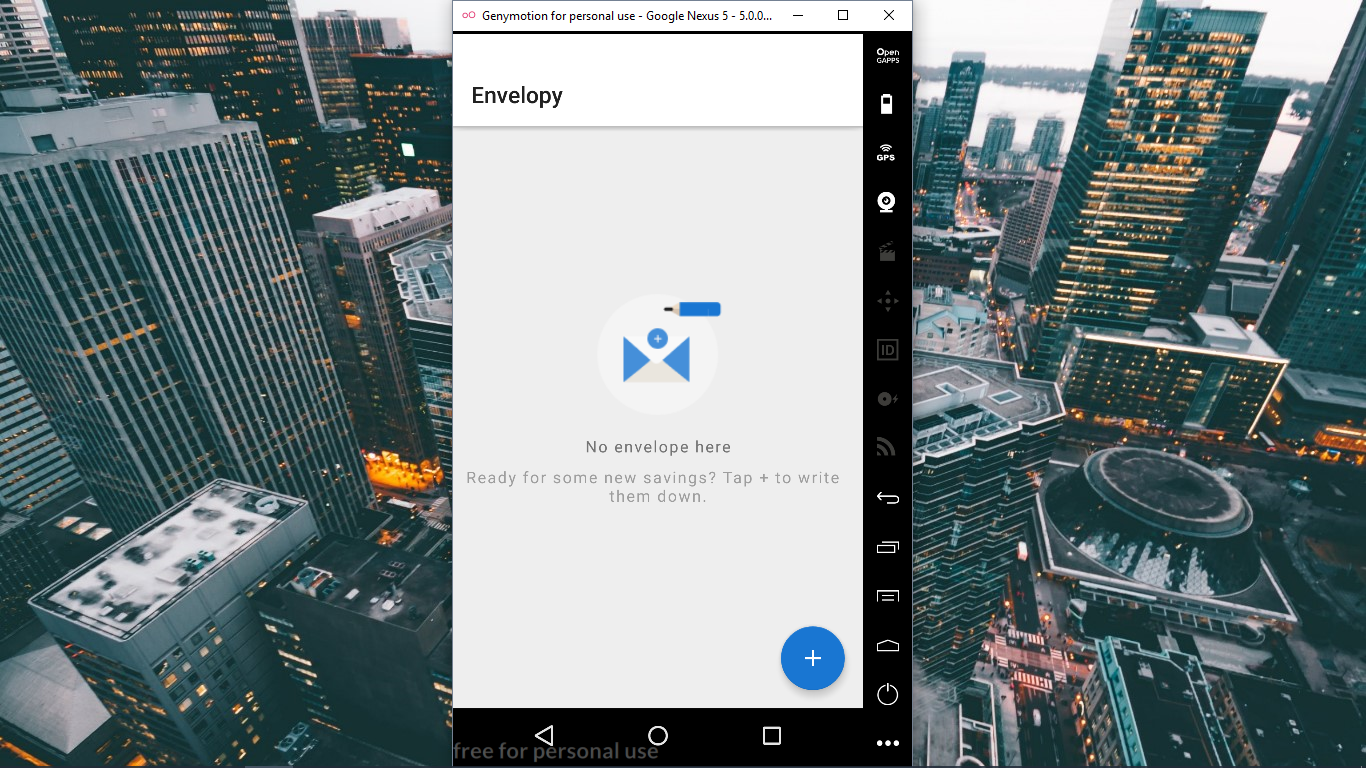 Genymotion for personal use - Google Nexus 5 - 5.0.0...
Open
GAPPS
Envelopy
GPS
ID
No envelope here
Ready for some new savings? Tap + to write
them down.
free for personal use